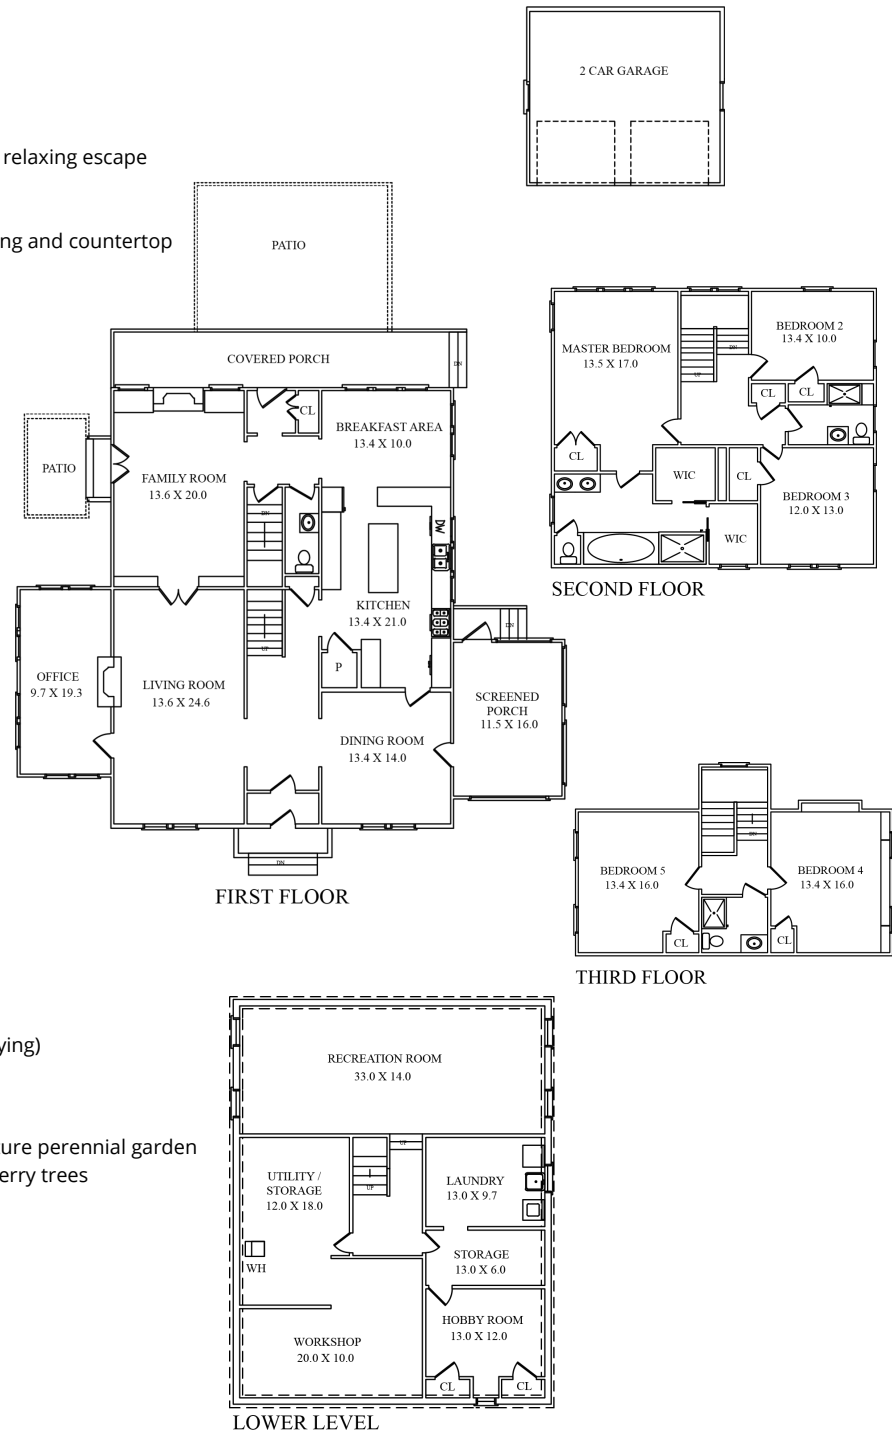 2 CAR GARAGE
relaxing escape
ng and countertop
PATIO
COVERED PORCH
DN
CL
BREAKFAST AREA
13.4 X 10.0
PATIO
FAMILY ROOM
13.6 X 20.0
DN
DW
KITCHEN
13.4 X 21.0
UP
P
OFFICE
9.7 X 19.3
LIVING ROOM
13.6 X 24.6
DN
SCREENED
PORCH
11.5 X 16.0
DINING ROOM
13.4 X 14.0
DN
FIRST FLOOR
MASTER BEDROOM
13.5 X 17.0
DN
UP
BEDROOM 2
13.4 X 10.0
CL
CL
CL
WIC
CL
BEDROOM 3
12.0 X 13.0
WIC
SECOND FLOOR
BEDROOM 5
13.4 X 16.0
DN
BEDROOM 4
13.4 X 16.0
CL
CL
THIRD FLOOR
ying)
ture perennial garden
erry trees
RECREATION ROOM
33.0 X 14.0
UP
UP
UTILITY /
STORAGE
12.0 X 18.0
LAUNDRY
13.0 X 9.7
WH
STORAGE
13.0 X 6.0
HOBBY ROOM
13.0 X 12.0
WORKSHOP
20.0 X 10.0
CL
CL
LOWER LEVEL